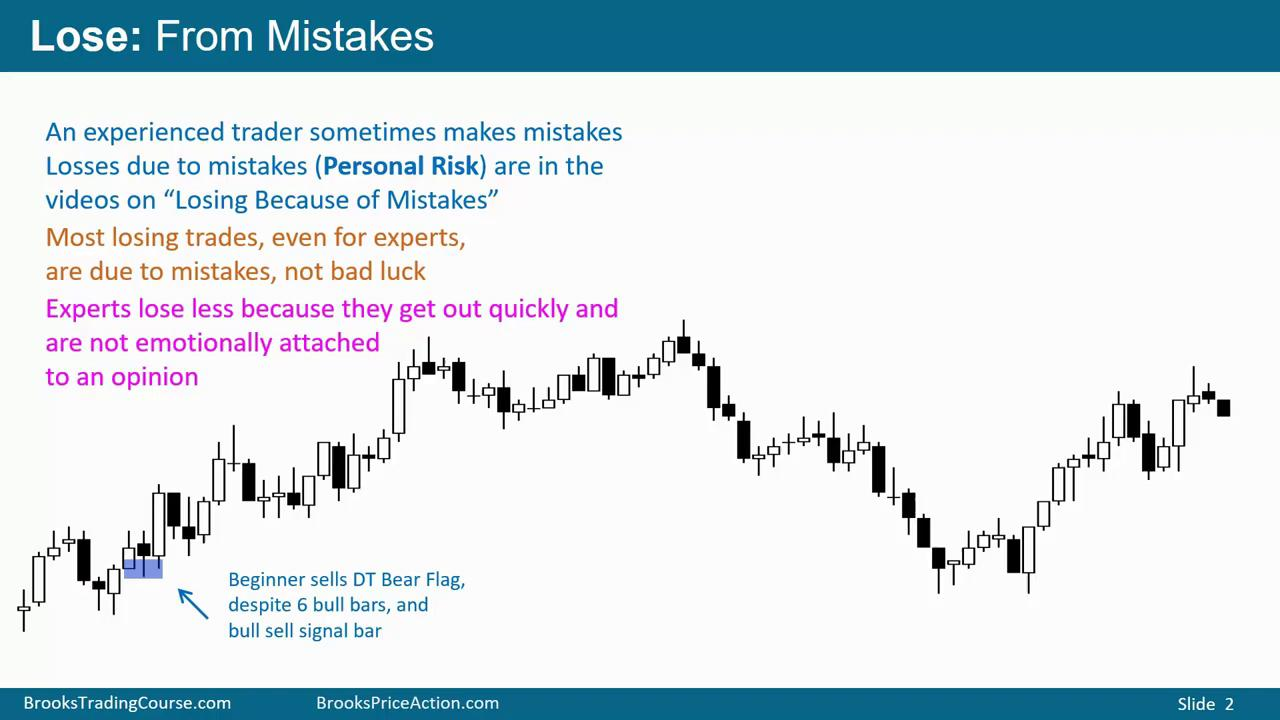 Lose: From Mistakes
An experienced trader sometimes makes mistakes
Losses due to mistakes (Personal Risk) are in the
videos on “Losing Because of Mistakes”
Most losing trades, even for experts,
are due to mistakes, not bad luck
Experts lose less because they get out quickly and
are not emotionally attached
to an opinion
Beginner sells DT Bear Flag,
despite 6 bull bars, and
bull sell signal bar
BrooksTradingCourse.com
BrooksPriceAction.com
Slide 2